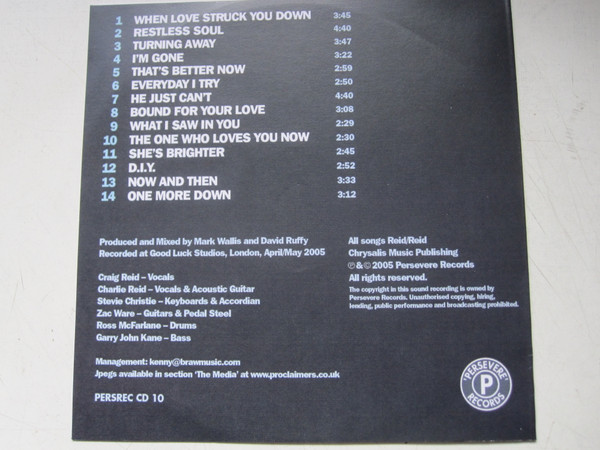 1 WHEN LOVE STRUCK YOU DOWN 3:45
2 RESTLESS SOUL 4:40
3 TURNING AWAY 3:47
4 I'M GONE 3:22
5 THAT'S BETTER NOW 2:59
6 EVERYDAY I TRY 2:50
7 HE JUST CAN'T 4:40
8 BOUND FOR YOUR LOVE 3:08
9 WHAT I SAW IN YOU 2:29
10 THE ONE WHO LOVES YOU NOW 2:30
11 SHE'S BRIGHTER 2:45
12 D.I.Y. 2:52
13 NOW AND THEN 3:33
14 ONE MORE DOWN 3:12
Produced and Mixed by Mark Wallis and David Ruffy
Recorded at Good Luck Studios, London, April/May 2005
Craig Reid – Vocals
Charlie Reid – Vocals & Acoustic Guitar
Stevie Christie – Keyboards & Accordian
Zac Ware – Guitars & Pedal Steel
Ross McFarlane – Drums
Garry John Kane – Bass
Management: kenny@brawmusic.com
Jpegs available in section 'The Media' at www.proclaimers.co.uk
PERSREC CD 10
All songs Reid/Reid
Chrysalis Music Publishing
℗&© 2005 Persevere Records
All rights reserved.
The copyright in this sound recording is owned by
Persevere Records. Unauthorised copying, hiring,
lending, public performance and broadcasting prohibited.
'PERSEVERE'
P
RECORDS